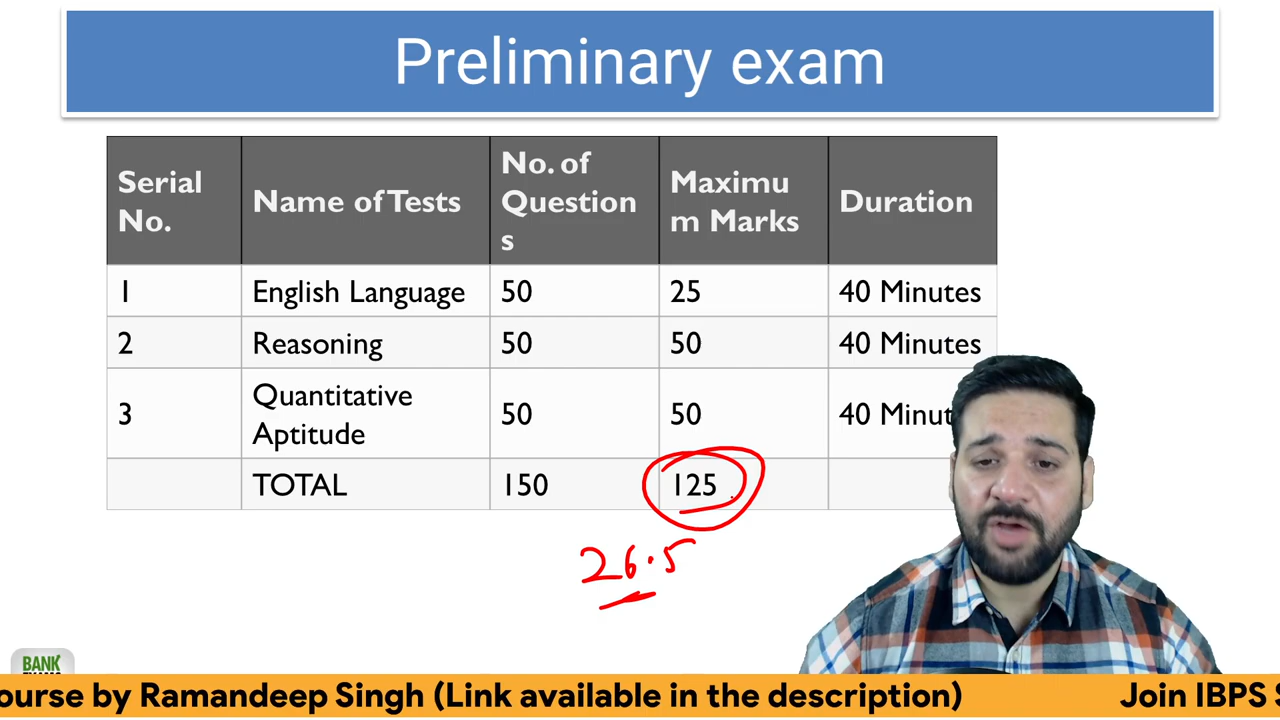 Preliminary exam
Serial No.
Name of Tests
No. of Questions
Maximum Marks
Duration
1 English Language 50 25 40 Minutes
2 Reasoning 50 50 40 Minutes
3 Quantitative Aptitude 50 50 40 Minut
TOTAL 150 125
26.5
BANK
ourse by Ramandeep Singh (Link available in the description) Join IBPS S